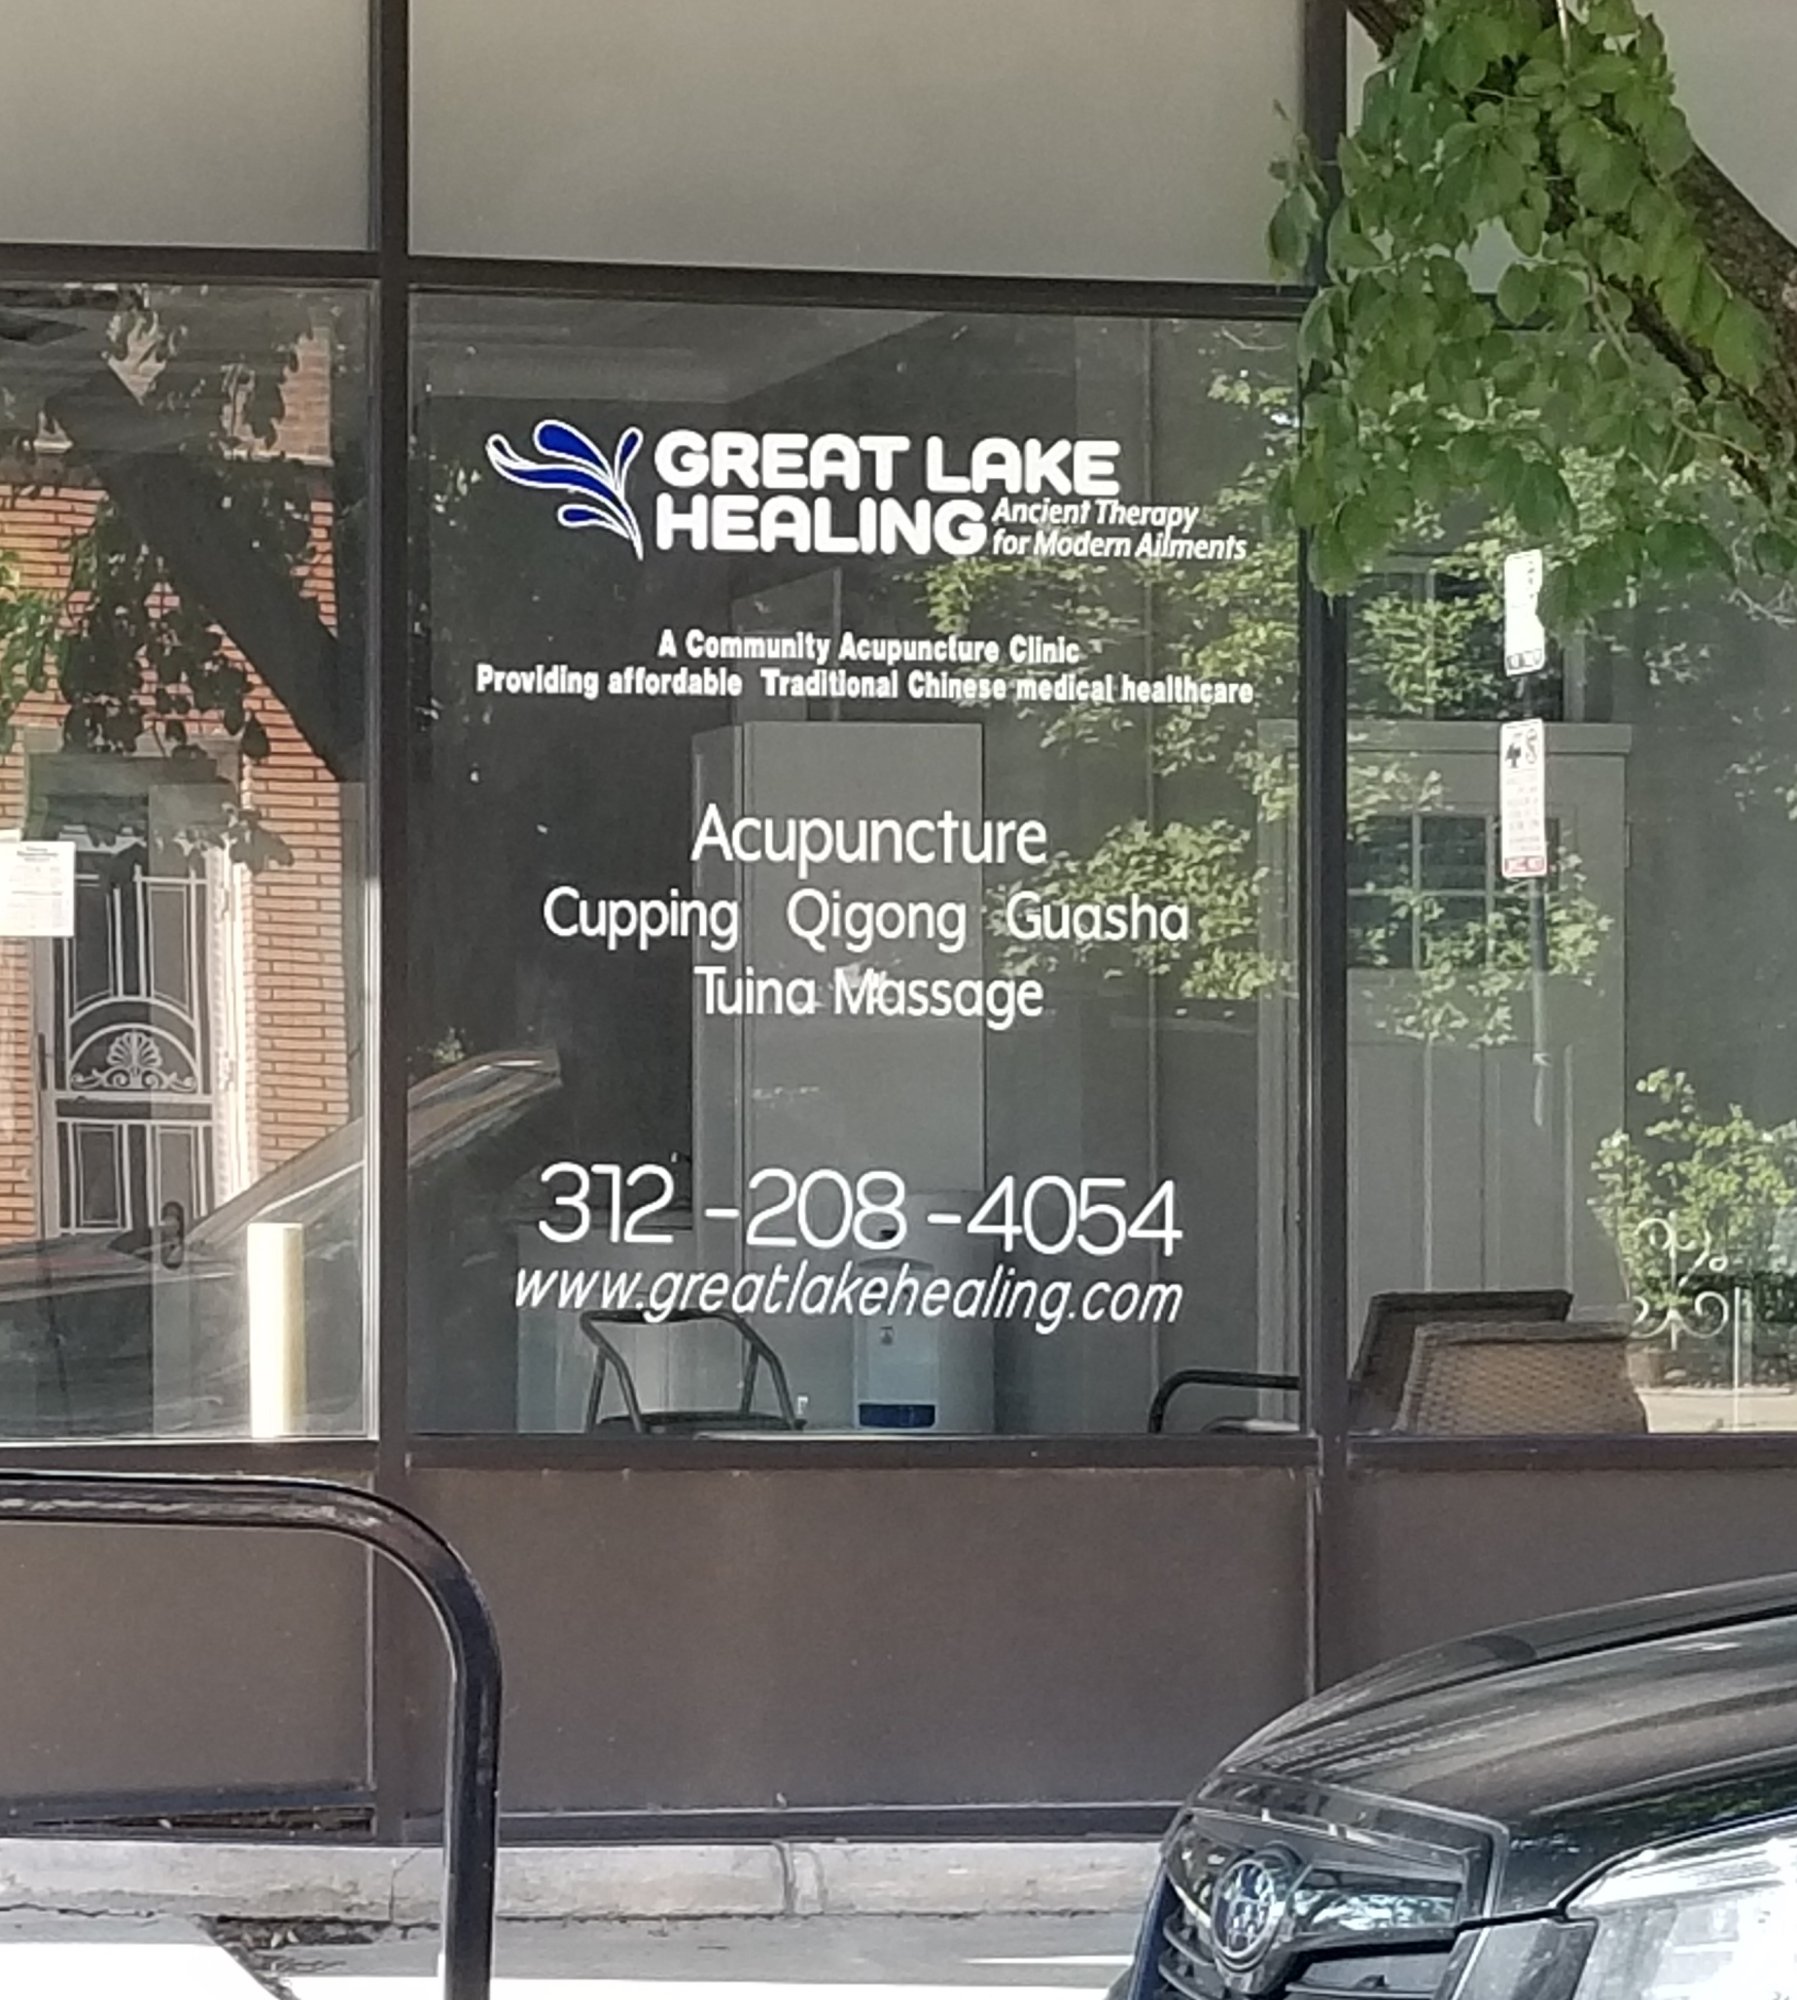 GREAT LAKE
HEALING
Ancient Therapy
for Modern Ailments
A Community Acupuncture Clinic
Providing affordable Traditional Chinese medical healthcare
Acupuncture
Cupping Qigong Guasha
Tuina Massage
312-208-4054
www.greatlakehealing.com